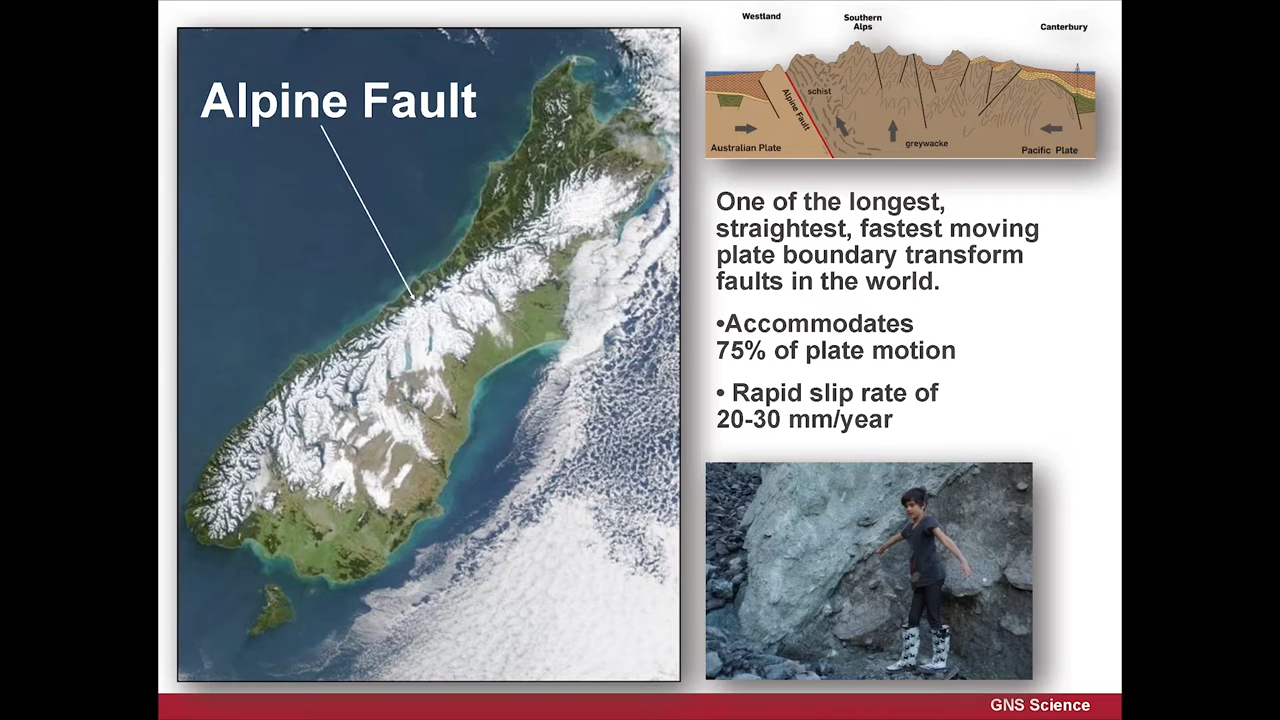 Alpine Fault
Westland
Southern
Alps
Canterbury
schist
Alpine Fault
greywacke
Australian Plate
Pacific Plate
One of the longest,
straightest, fastest moving
plate boundary transform
faults in the world.
•Accommodates
75% of plate motion
• Rapid slip rate of
20-30 mm/year
GNS Science